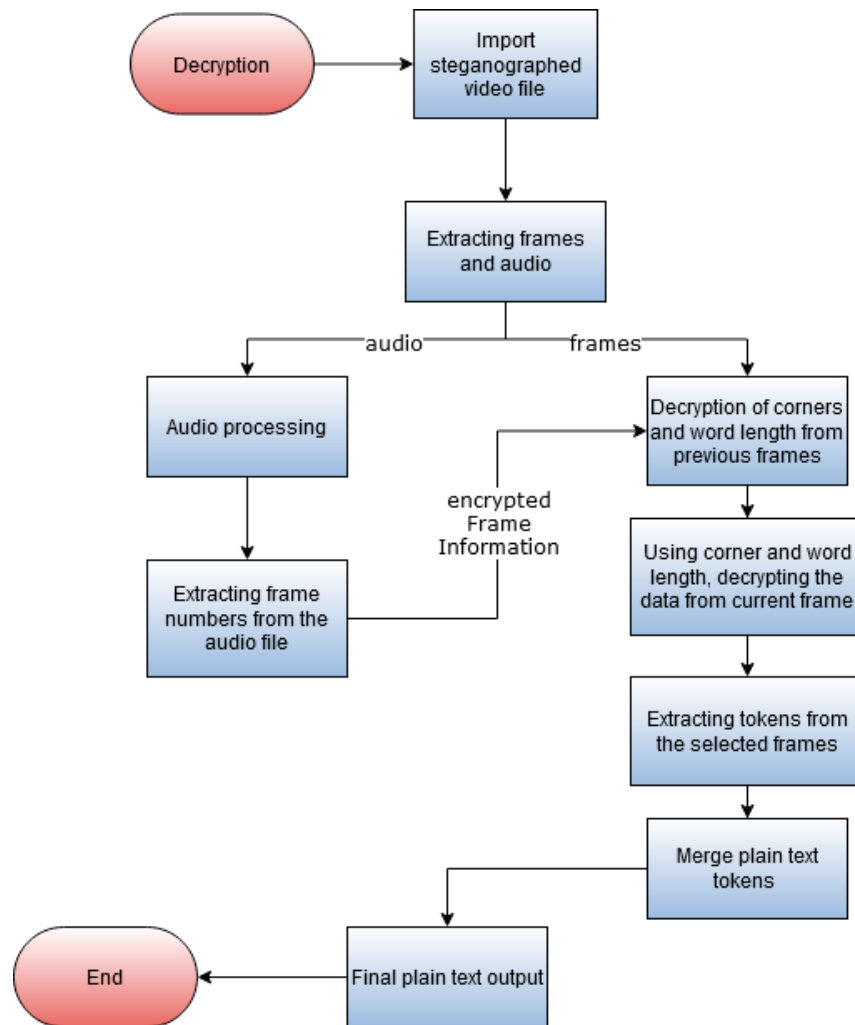 Decryption
Import
steganographed
video file
Extracting frames
and audio
audio
frames
Audio processing
Decryption of corners
and word length from
previous frames
encrypted
Frame
Information
Extracting frame
numbers from the
audio file
Using corner and word
length, decrypting the
data from current frame
Extracting tokens from
the selected frames
Merge plain text
tokens
Final plain text output
End